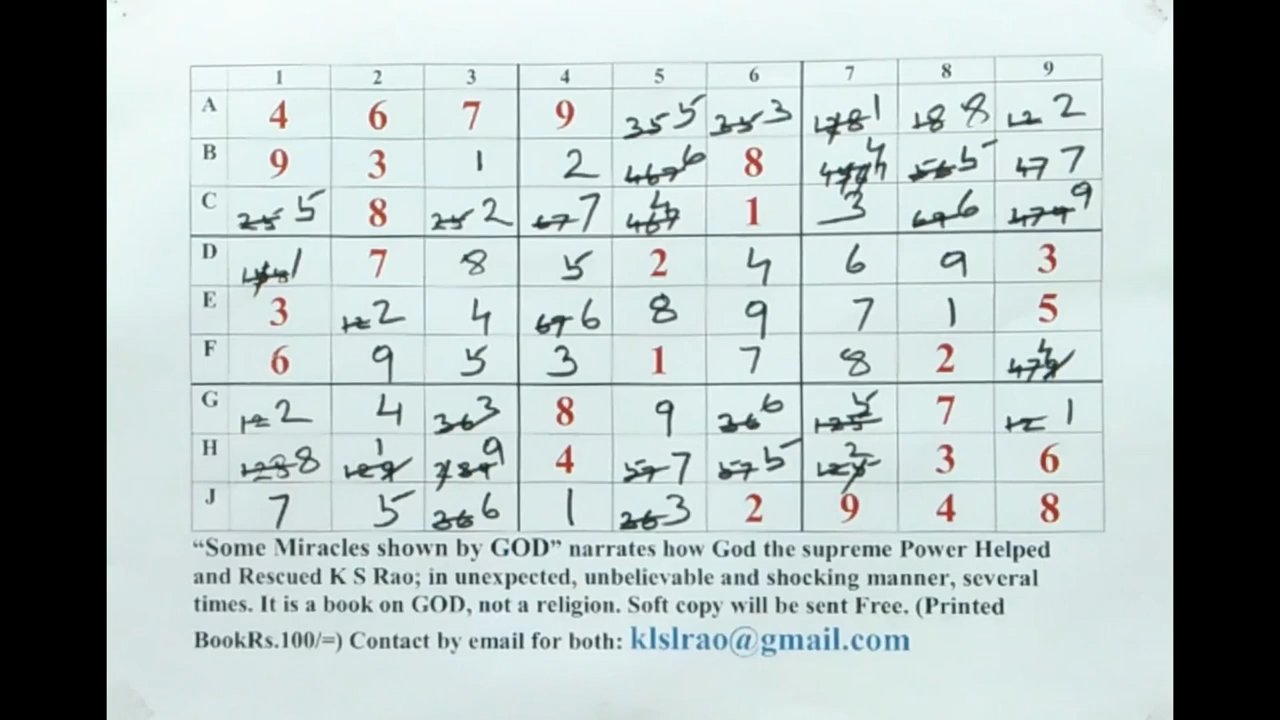 1 2 3 4 5 6 7 8 9
A 4 6 7 9 5 3 1 8 2
B 9 3 1 2 6 8 4 5 7
C 5 8 2 7 4 1 3 6 9
D 1 7 8 5 2 4 6 9 3
E 3 2 4 6 8 9 7 1 5
F 6 9 5 3 1 7 8 2 4
G 2 4 3 8 9 6 5 7 1
H 8 1 9 4 7 5 2 3 6
J 7 5 6 1 3 2 9 4 8
“Some Miracles shown by GOD” narrates how God the supreme Power Helped
and Rescued K S Rao; in unexpected, unbelievable and shocking manner, several
times. It is a book on GOD, not a religion. Soft copy will be sent Free. (Printed
BookRs.100/=) Contact by email for both: klslrao@gmail.com